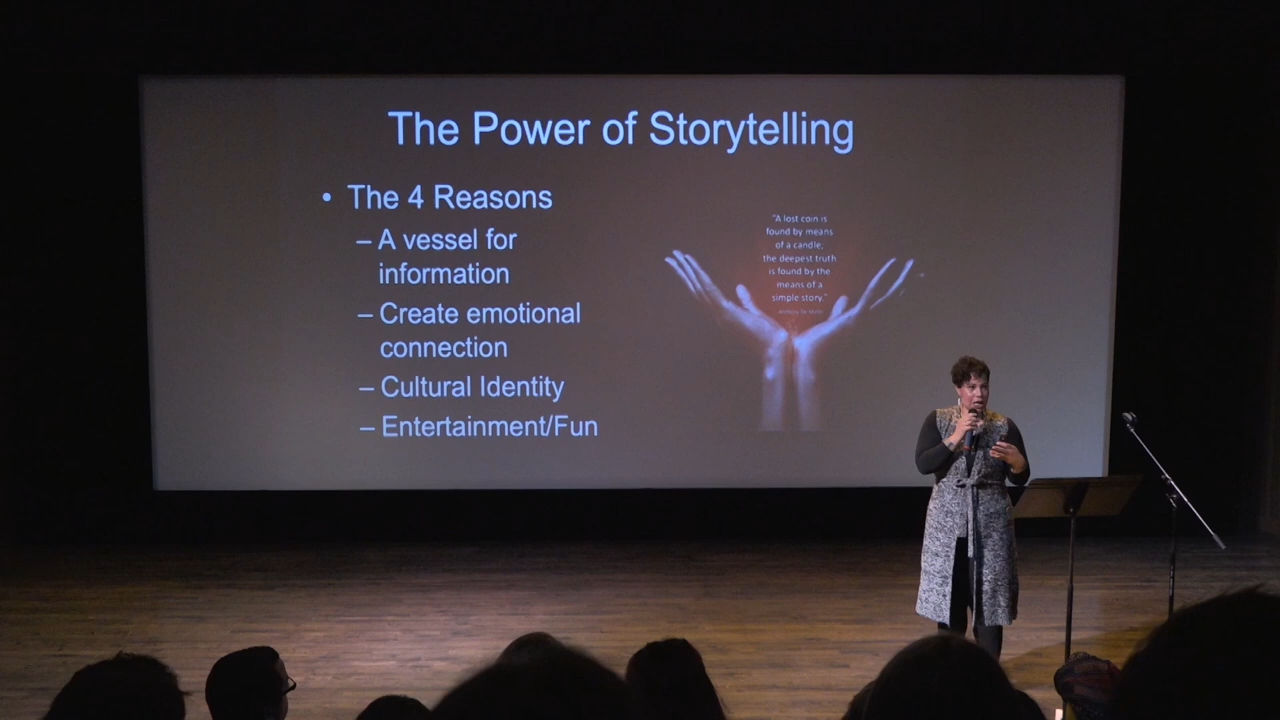 The Power of Storytelling
• The 4 Reasons
– A vessel for
information
– Create emotional
connection
– Cultural Identity
– Entertainment/Fun
"A lost coin is
found by means
of a candle;
the deepest truth
is found by the
means of a
simple story."